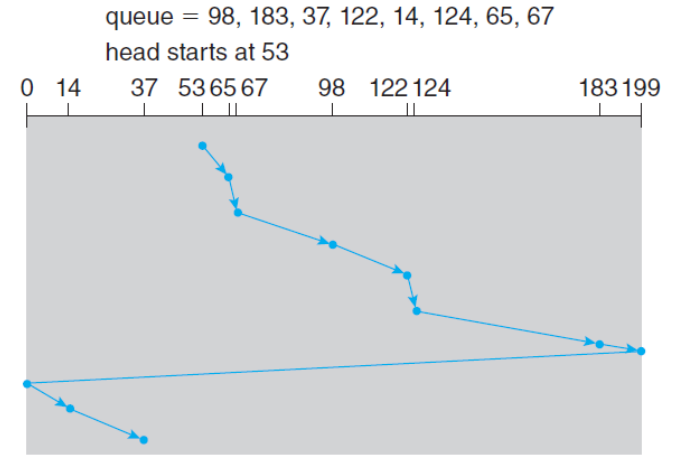 queue = 98, 183, 37, 122, 14, 124, 65, 67
head starts at 53
0 14 37 53 65 67 98 122 124 183 199